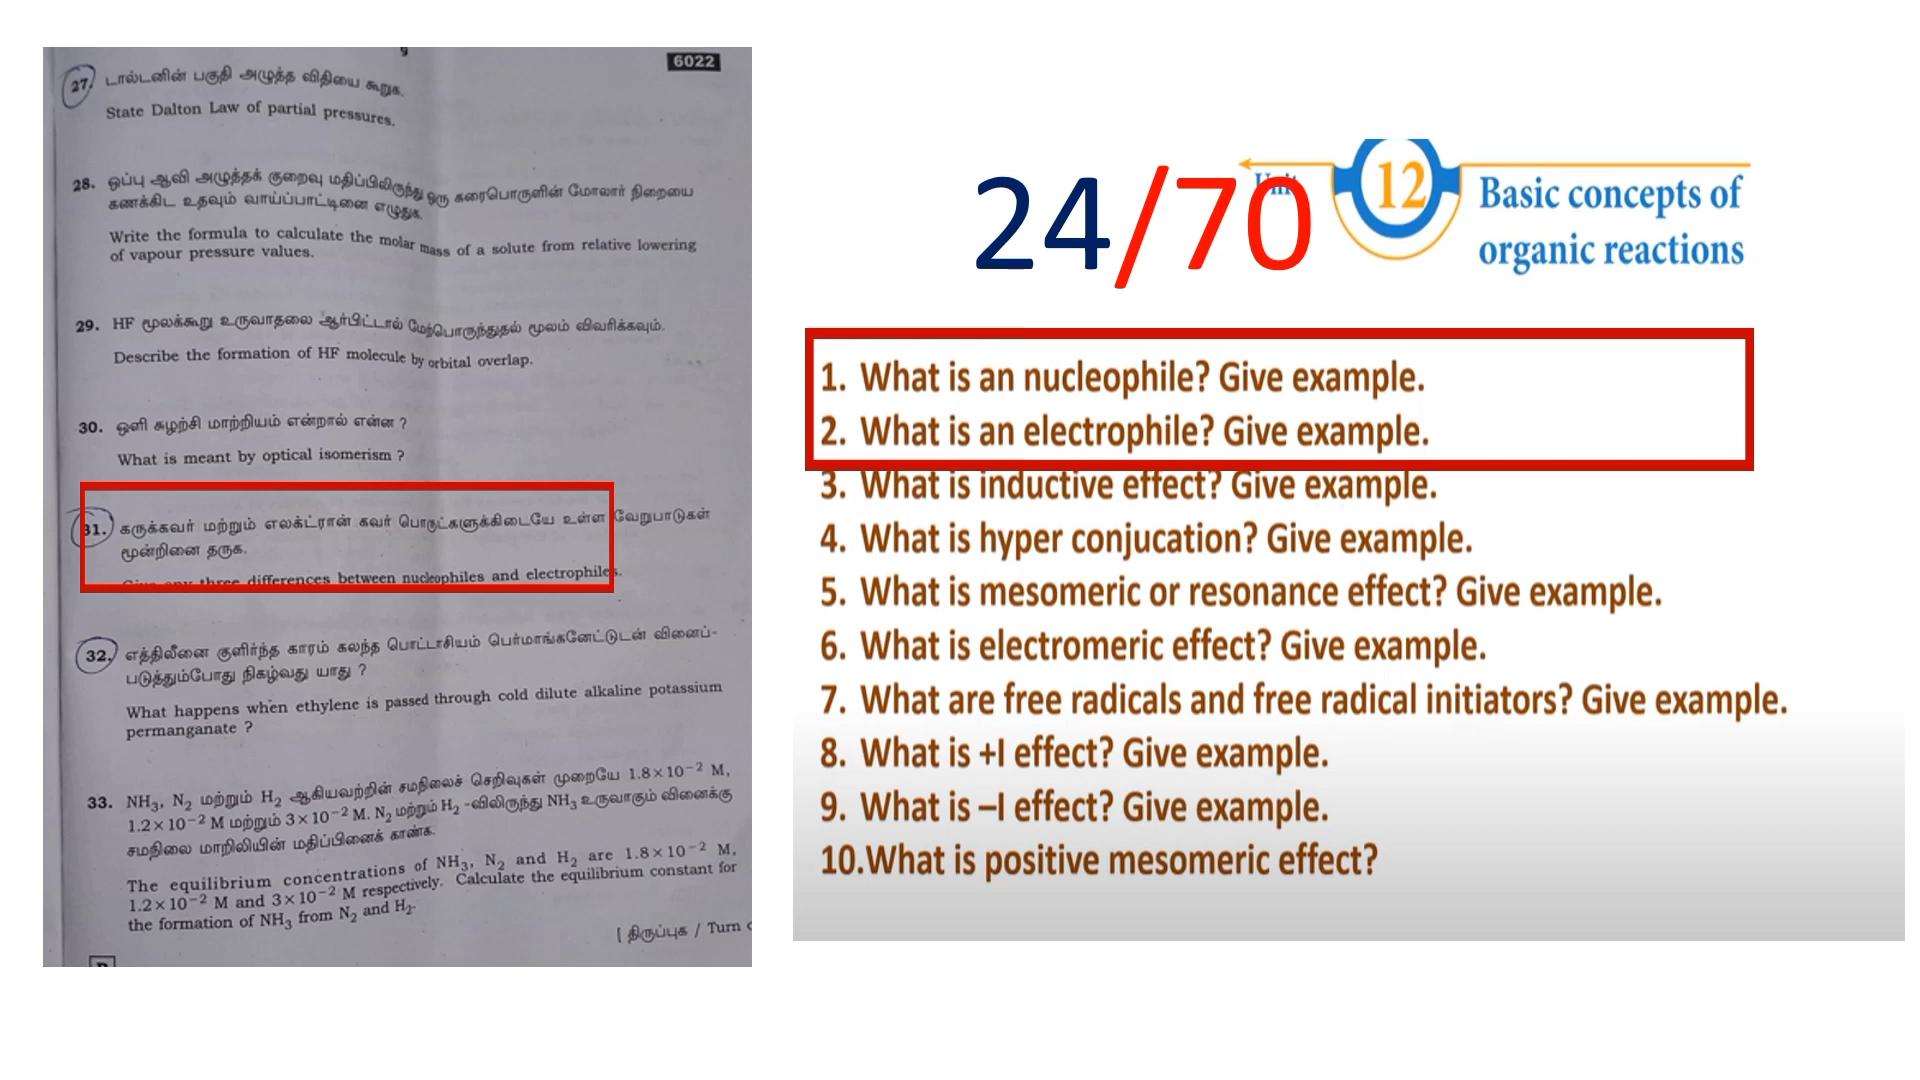 9
6022
27. டால்டனின் பகுதி அழுத்த விதியை கூறுக.
State Dalton Law of partial pressures.
28. ஒப்பு ஆவி அழுத்தக் குறைவு மதிப்பிலிருந்து ஒரு கரைபொருளின் மோலார் நிறையை
கணக்கிட உதவும் வாய்ப்பாட்டினை எழுதுக.
Write the formula to calculate the molar mass of a solute from relative lowering
of vapour pressure values.
29. HF மூலக்கூறு உருவாதலை ஆர்பிட்டால் மேற்பொருந்துதல் மூலம் விவரிக்கவும்.
Describe the formation of HF molecule by orbital overlap.
30. ஒளி சுழற்சி மாற்றியம் என்றால் என்ன ?
What is meant by optical isomerism ?
31. கருக்கவர் மற்றும் எலக்ட்ரான் கவர் பொருட்களுக்கிடையே உள்ள வேறுபாடுகள்
மூன்றினை தருக.
Give any three differences between nucleophiles and electrophiles.
32. எத்திலீனை குளிர்ந்த காரம் கலந்த பொட்டாசியம் பெர்மாங்கனேட்டுடன் வினைப்-
படுத்தும்போது நிகழ்வது யாது ?
What happens when ethylene is passed through cold dilute alkaline potassium
permanganate ?
33. NH3, N2 மற்றும் H2 ஆகியவற்றின் சமநிலைச் செறிவுகள் முறையே 1.8×10−2 M,
1.2×10−2 M மற்றும் 3×10−2 M. N2 மற்றும் H2 -விலிருந்து NH3 உருவாகும் வினைக்கு
சமநிலை மாறிலியின் மதிப்பினைக் காண்க.
The equilibrium concentrations of NH3, N2 and H2 are 1.8×10−2 M,
1.2×10−2 M and 3×10−2 M respectively. Calculate the equilibrium constant for
the formation of NH3 from N2 and H2.
[ திருப்புக / Turn
24/70
Unit
12
Basic concepts of
organic reactions
1. What is an nucleophile? Give example.
2. What is an electrophile? Give example.
3. What is inductive effect? Give example.
4. What is hyper conjucation? Give example.
5. What is mesomeric or resonance effect? Give example.
6. What is electromeric effect? Give example.
7. What are free radicals and free radical initiators? Give example.
8. What is +I effect? Give example.
9. What is –I effect? Give example.
10.What is positive mesomeric effect?